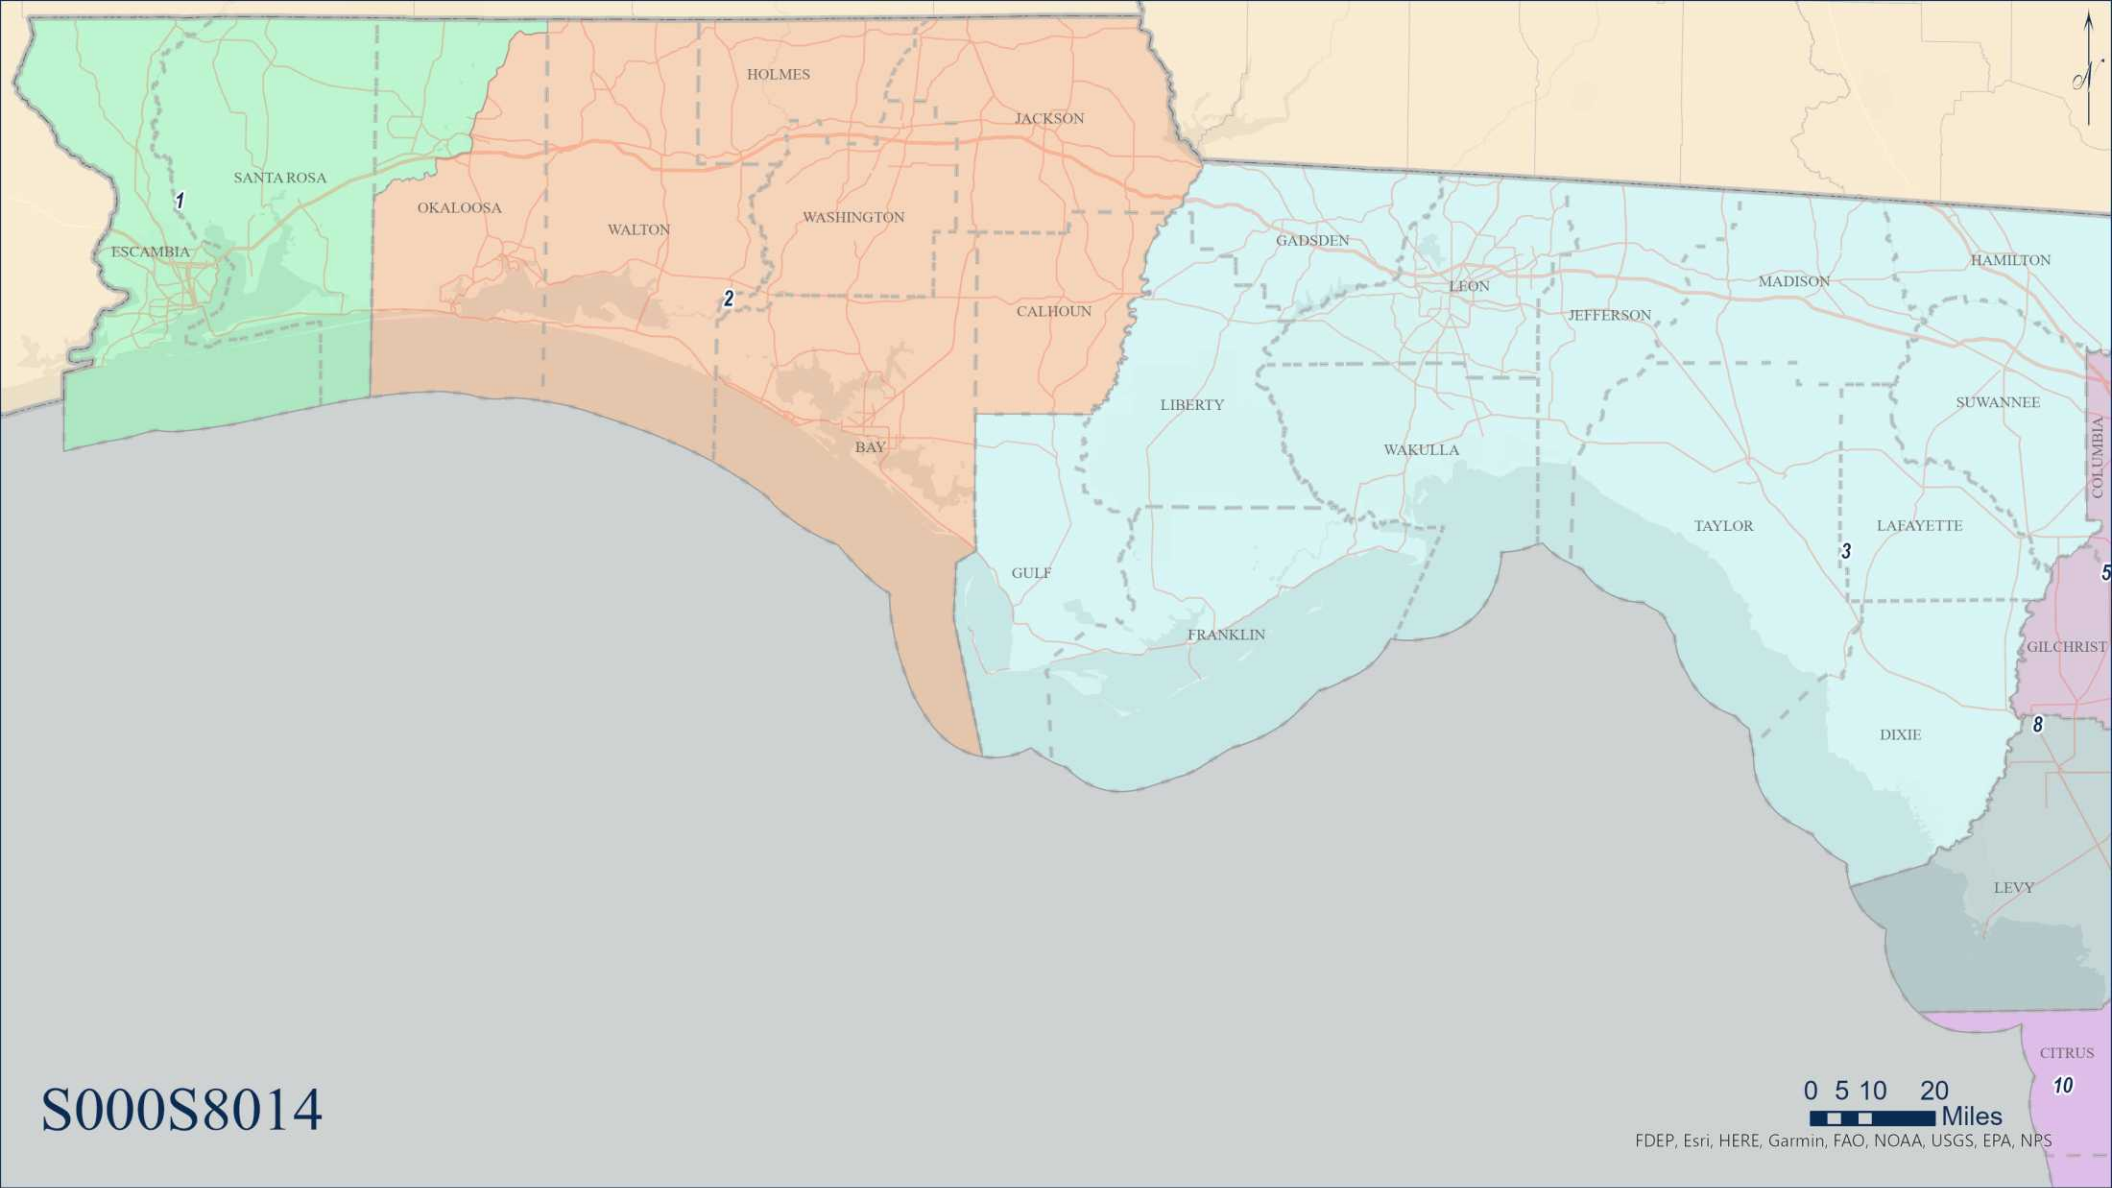 HOLMES
JACKSON
SANTA ROSA
1
OKALOOSA
WALTON
WASHINGTON
ESCAMBIA
GADSDEN
HAMILTON
MADISON
LEON
2
CALHOUN
JEFFERSON
LIBERTY
SUWANNEE
COLUMBIA
BAY
WAKULLA
TAYLOR
LAFAYETTE
3
GULF
5
FRANKLIN
GILCHRIST
8
DIXIE
LEVY
CITRUS
10
S000S8014
0 5 10 20
Miles
FDEP, Esri, HERE, Garmin, FAO, NOAA, USGS, EPA, NPS
N